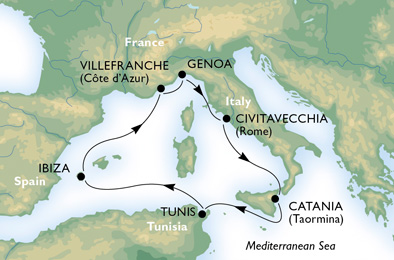 France
VILLEFRANCHE
(Côte d'Azur)
GENOA
Italy
CIVITAVECCHIA
(Rome)
IBIZA
Spain
CATANIA
(Taormina)
TUNIS
Tunisia
Mediterranean Sea